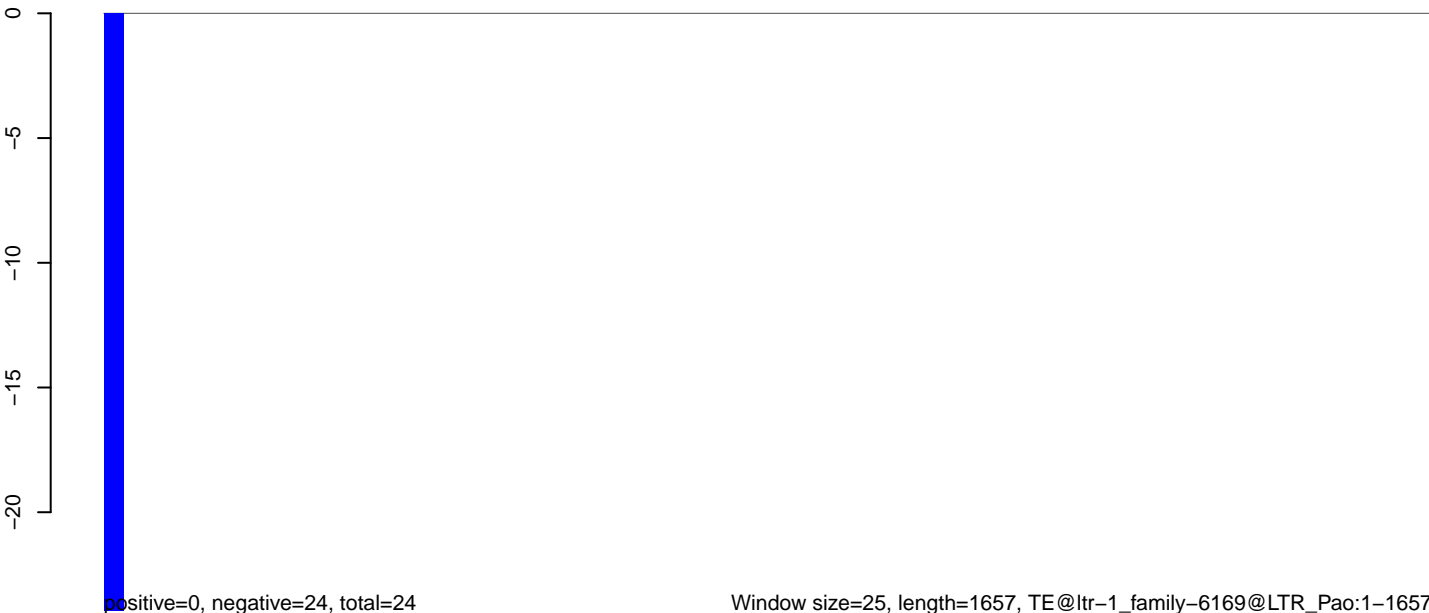 0
−5
−10
−15
−20
positive=0, negative=24, total=24
Window size=25, length=1657, TE@ltr−1_family−6169@LTR_Pao:1−1657